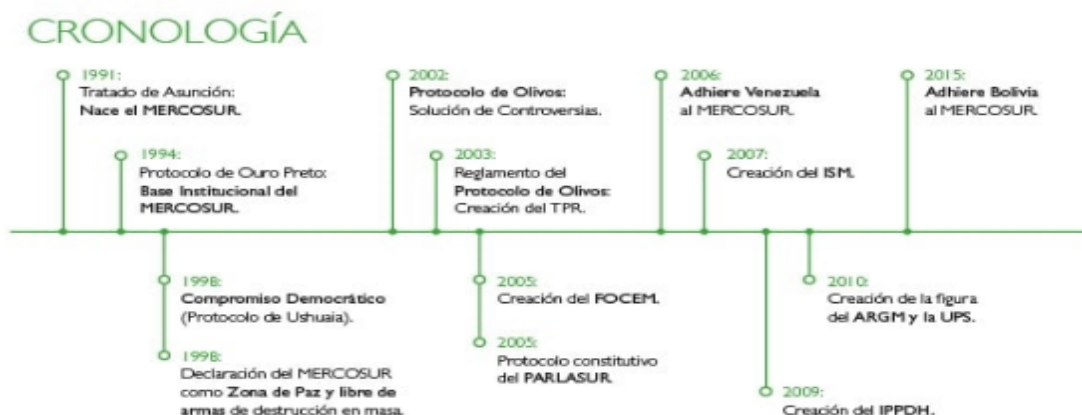 CRONOLOGÍA
1991:
Tratado de Asunción:
Nace el MERCOSUR.
1994:
Protocolo de Ouro Preto:
Base Institucional del
MERCOSUR.
1998:
Compromiso Democrático
(Protocolo de Ushuaia).
1998:
Declaración del MERCOSUR
como Zona de Paz y libre de
armas de destrucción en masa.
2002:
Protocolo de Olivos:
Solución de Controversias.
2003:
Reglamento del
Protocolo de Olivos:
Creación del TPR.
2005:
Creación del FOCEM.
2005:
Protocolo constitutivo
del PARLASUR
2006:
Adhiere Venezuela
al MERCOSUR.
2007:
Creación del ISM.
2009:
Creación del IPPDH.
2010:
Creación de la figura
del ARGM y la UPS.
2015:
Adhiere Bolivia
al MERCOSUR.